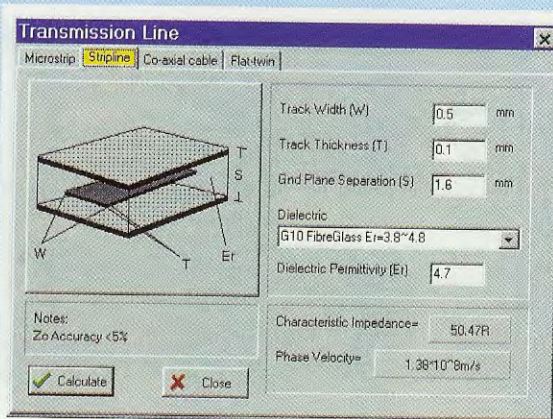 Transmission Line
Microstrip Stripline Co-axial cable Flat-twin
T
S
W
T
Er
Track Width (W) 0.5 mm
Track Thickness (T) 0.1 mm
Gnd Plane Separation (S) 1.6 mm
Dielectric
G10 FibreGlass Er=3.8~4.8
Dielectric Permittivity (Er) 4.7
Notes:
Zo Accuracy <5%
Characteristic Impedance= 50.47R
Phase Velocity= 1.38*10^8m/s
Calculate Close